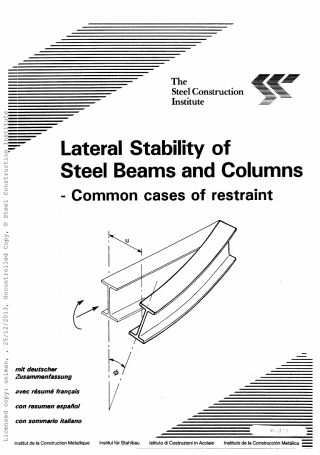 The
Steel Construction
Institute
Lateral Stability of
Steel Beams and Columns
- Common cases of restraint
u
φ
mit deutscher
Zusammenfassung
avec résumé français
con resumen español
con sommario italiano
Institut de la Construction Métallique Institut für Stahlbau Istituto di Costruzioni in Acciaio Instituto de la Construcción Metálica
Licensed copy: uniman, , 25/12/2013, Uncontrolled Copy, © Steel Construction Institute